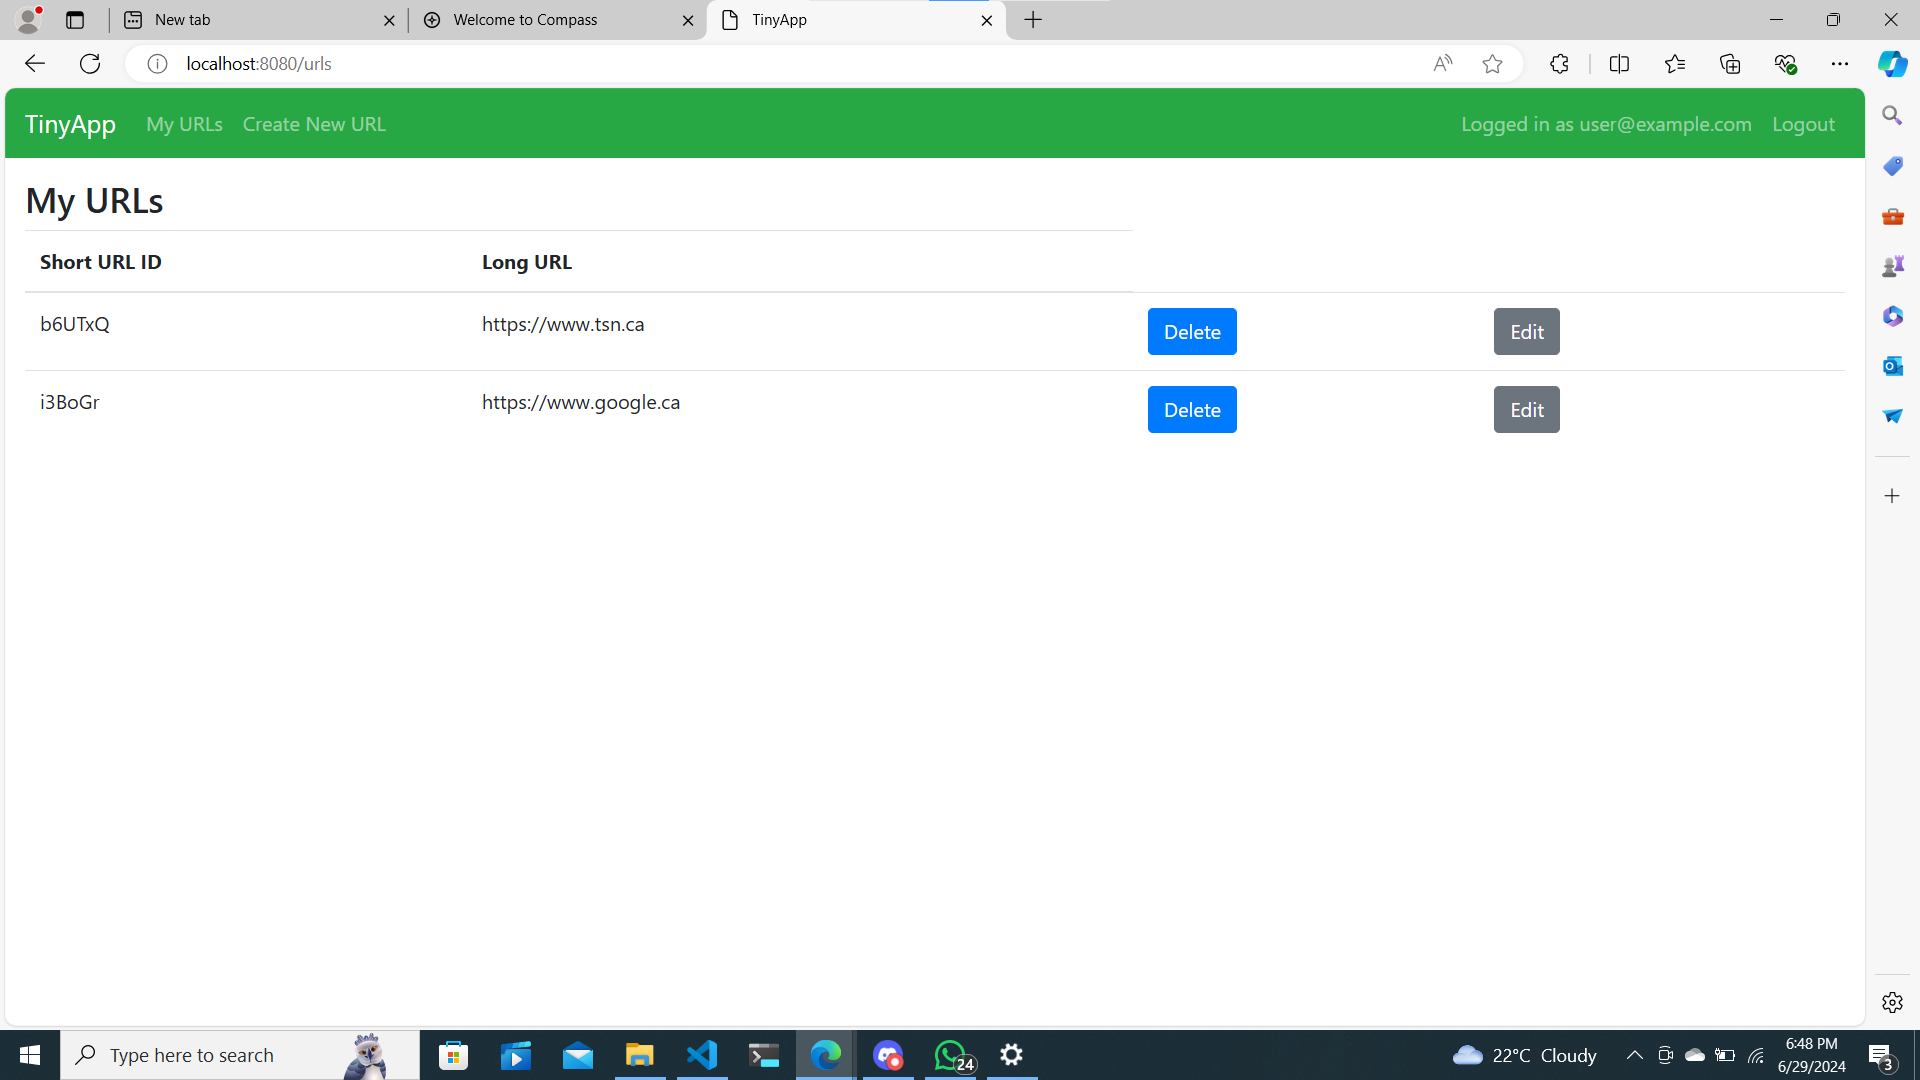 New tab
Welcome to Compass
TinyApp
localhost:8080/urls
TinyApp My URLs Create New URL Logged in as user@example.com Logout
My URLs
Short URL ID Long URL
b6UTxQ https://www.tsn.ca Delete Edit
i3BoGr https://www.google.ca Delete Edit
Type here to search
24
22°C Cloudy
6:48 PM
6/29/2024
3